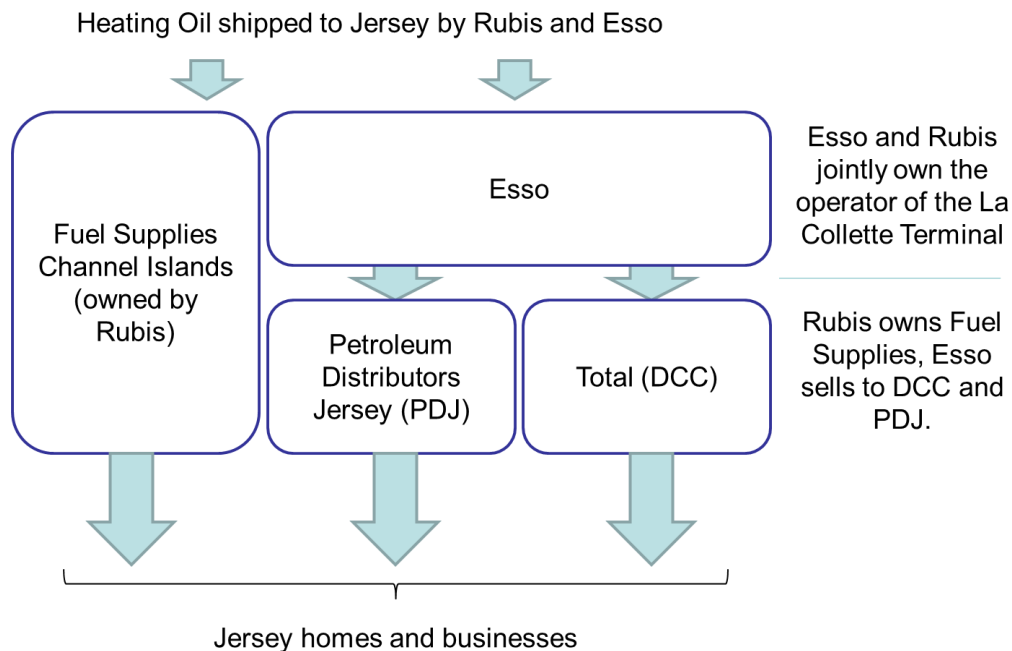 Heating Oil shipped to Jersey by Rubis and Esso
Fuel Supplies
Channel Islands
(owned by
Rubis)
Esso
Esso and Rubis
jointly own the
operator of the La
Collette Terminal
Petroleum
Distributors
Jersey (PDJ)
Total (DCC)
Rubis owns Fuel
Supplies, Esso
sells to DCC and
PDJ.
Jersey homes and businesses